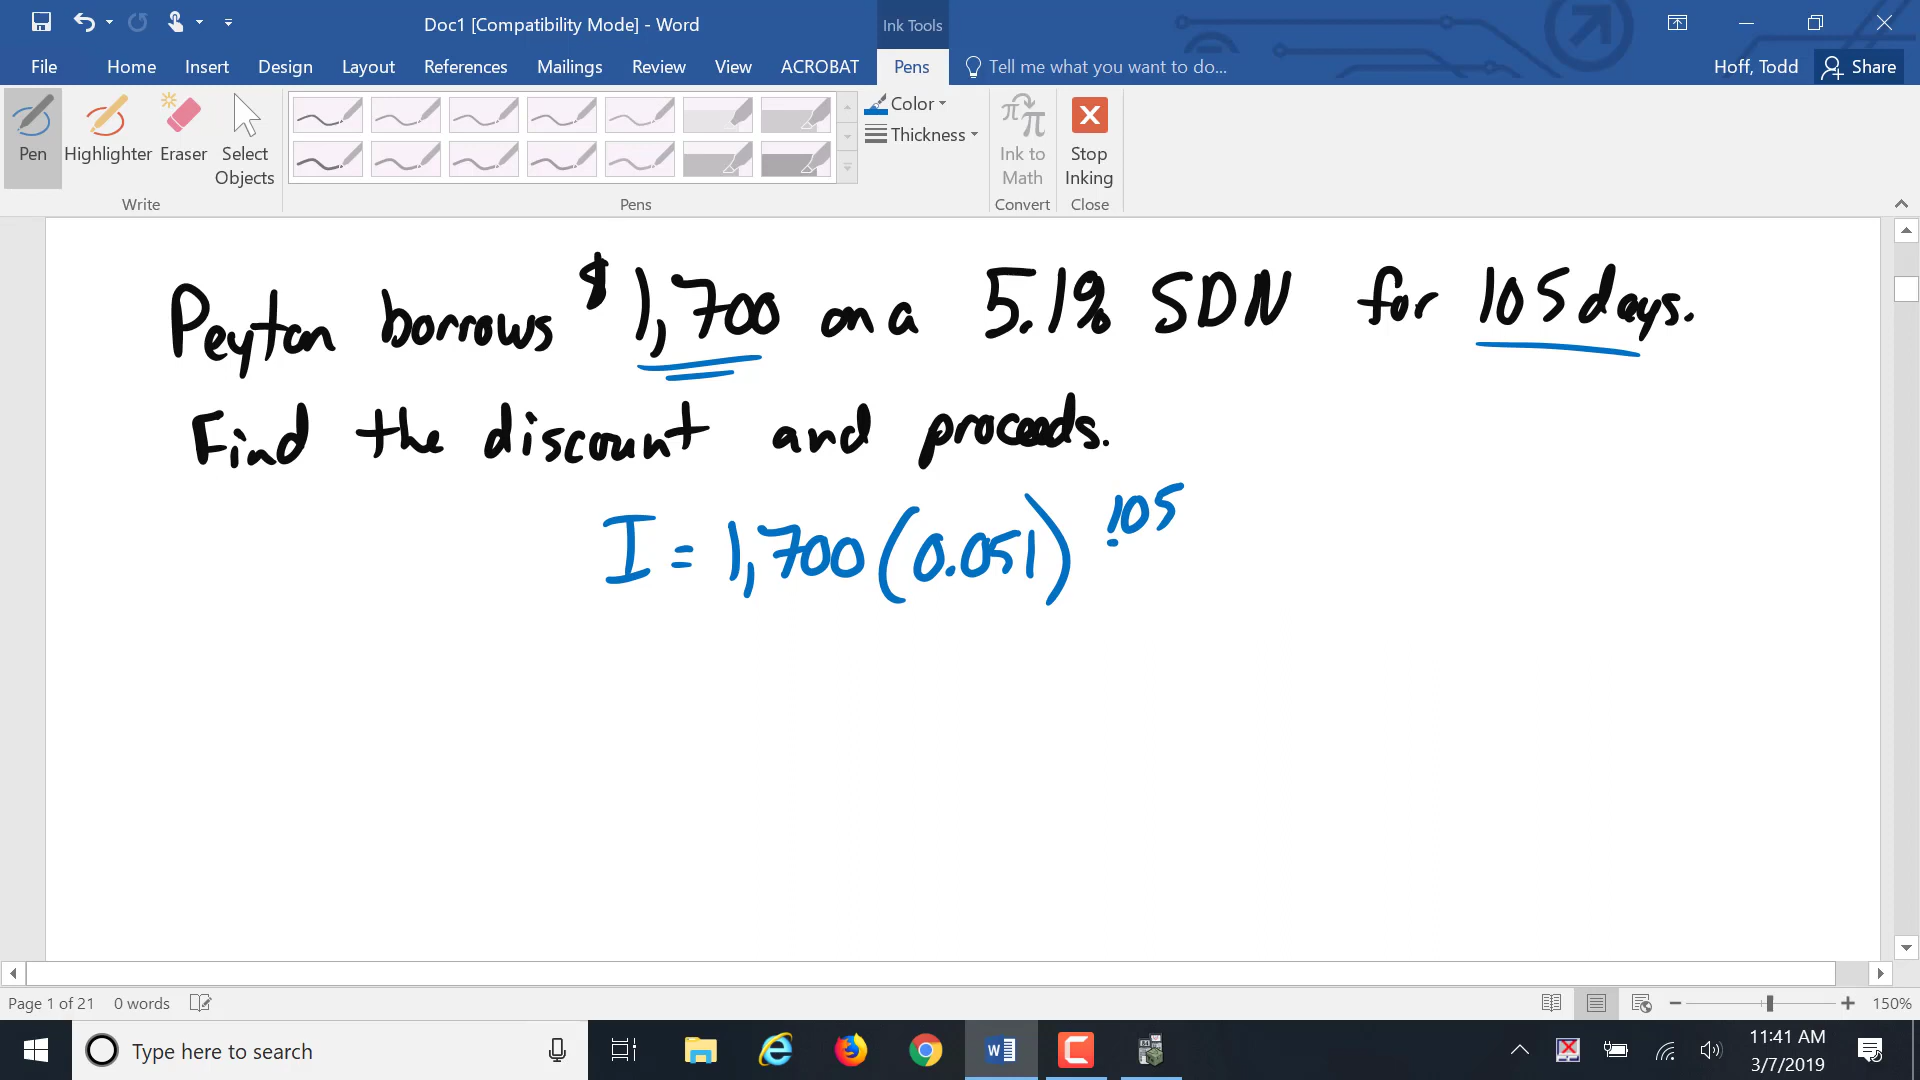 Doc1 [Compatibility Mode] - Word
Ink Tools
File Home Insert Design Layout References Mailings Review View ACROBAT Pens Tell me what you want to do... Hoff, Todd Share
Pen Highlighter Eraser Select Objects
Color
Thickness
Ink to Math
Stop Inking
Write Pens Convert Close
Peyton borrows $1,700 on a 5.1% SDN for 105 days.
Find the discount and proceeds.
I = 1,700 (0.051) 105
Page 1 of 21 0 words 150%
Type here to search
11:41 AM
3/7/2019